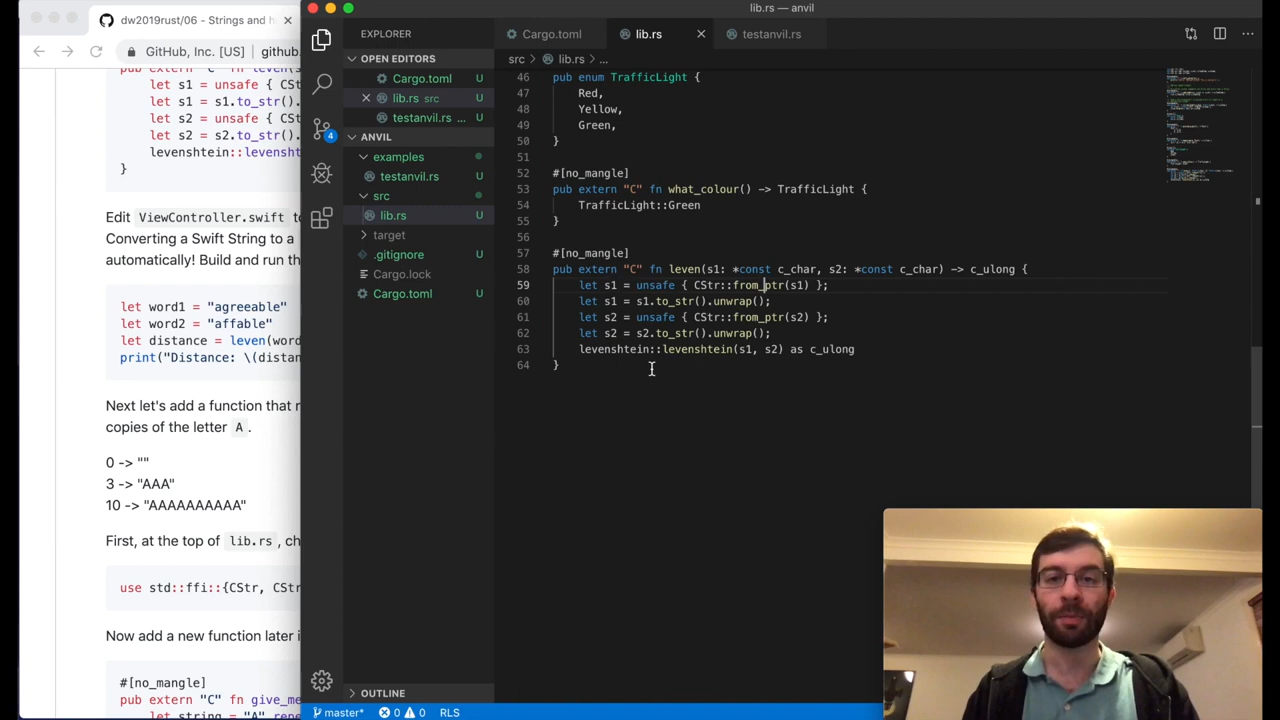 lib.rs — anvil
dw2019rust/06 - Strings and h
GitHub, Inc. [US]
github.
let s1 = unsafe { CSt
let s1 = s1.to_str().
let s2 = unsafe { CSt
let s2 = s2.to_str().
levenshtein::levensht
}
Edit ViewController.swift to
Converting a Swift String to a
automatically! Build and run th
let word1 = "agreeable"
let word2 = "affable"
let distance = leven(word
print("Distance: \(distan
Next let's add a function that r
copies of the letter A .
0 -> ""
3 -> "AAA"
10 -> "AAAAAAAAAA"
First, at the top of lib.rs , ch
use std::ffi::{CStr, CStr
Now add a new function later i
#[no_mangle]
pub extern "C" fn give_me
let string = "A".repe
EXPLORER
OPEN EDITORS
Cargo.toml U
lib.rs src U
testanvil.rs ... U
ANVIL
examples
testanvil.rs U
src
lib.rs U
target
.gitignore U
Cargo.lock
Cargo.toml U
OUTLINE
4
Cargo.toml
lib.rs
testanvil.rs
src > lib.rs > ...
46 pub enum TrafficLight {
47 Red,
48 Yellow,
49 Green,
50 }
51
52 #[no_mangle]
53 pub extern "C" fn what_colour() -> TrafficLight {
54 TrafficLight::Green
55 }
56
57 #[no_mangle]
58 pub extern "C" fn leven(s1: *const c_char, s2: *const c_char) -> c_ulong {
59 let s1 = unsafe { CStr::from_ptr(s1) };
60 let s1 = s1.to_str().unwrap();
61 let s2 = unsafe { CStr::from_ptr(s2) };
62 let s2 = s2.to_str().unwrap();
63 levenshtein::levenshtein(s1, s2) as c_ulong
64 }
master* 0 0 RLS